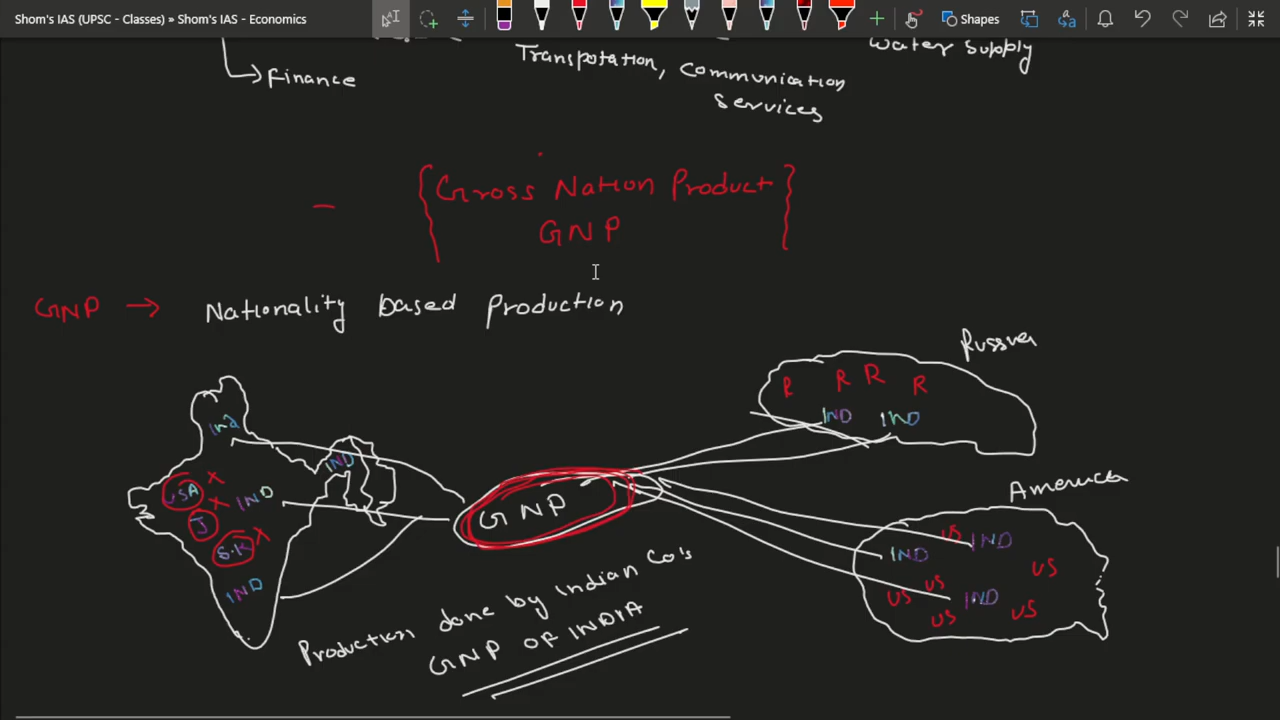 Shom's IAS (UPSC - Classes) » Shom's IAS - Economics
Shapes
Finance
Transpotation, Communication
Services
Water Supply
Gross Nation Product
GNP
GNP → Nationality based Production
Russia
R R R R
IND IND
Ind
IND
USA X
IND
J X
S.K X
IND
GNP
America
US IND
IND
US
US
US IND
US
US
Production done by Indian Co's
GNP OF INDIA